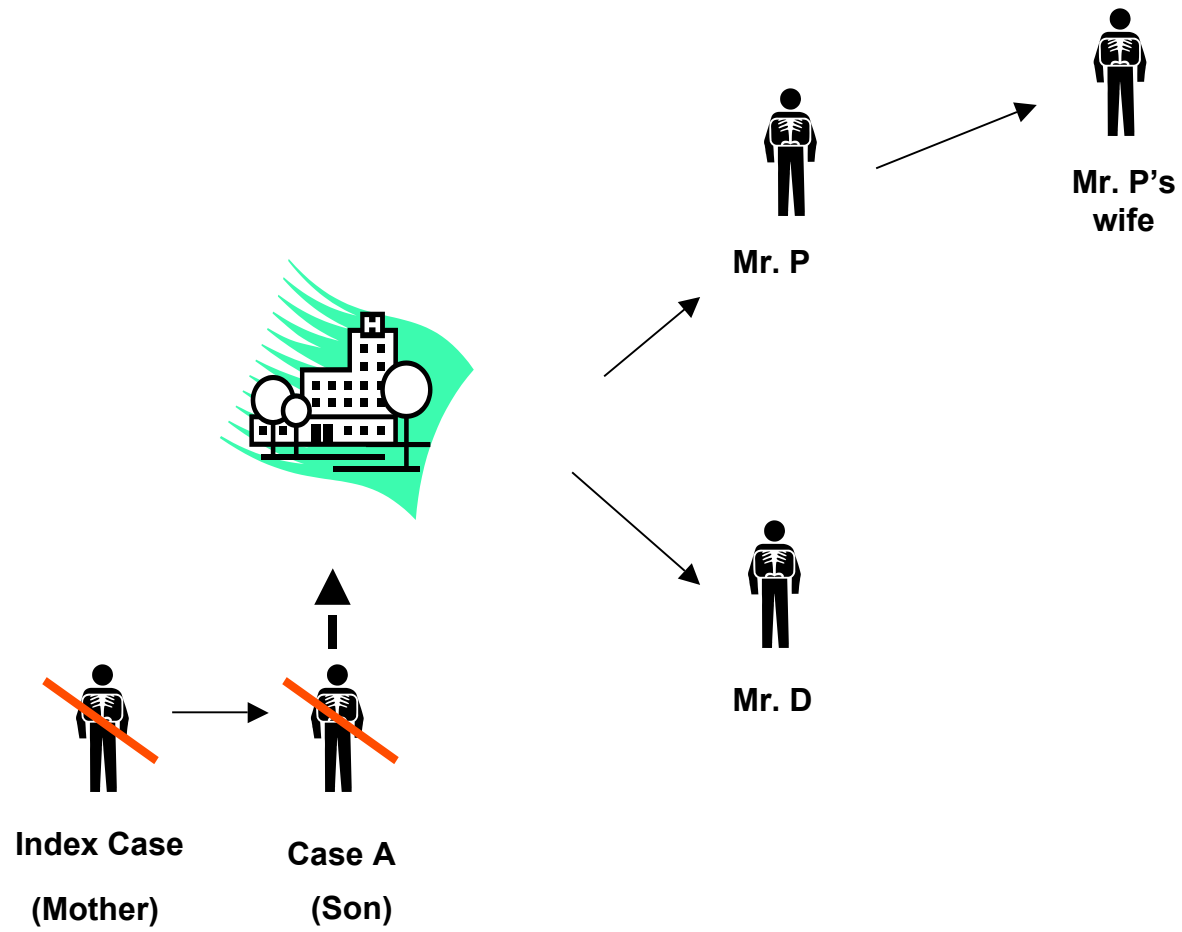 Mr. P's
wife
Mr. P
H
Mr. D
Index Case
(Mother)
Case A
(Son)